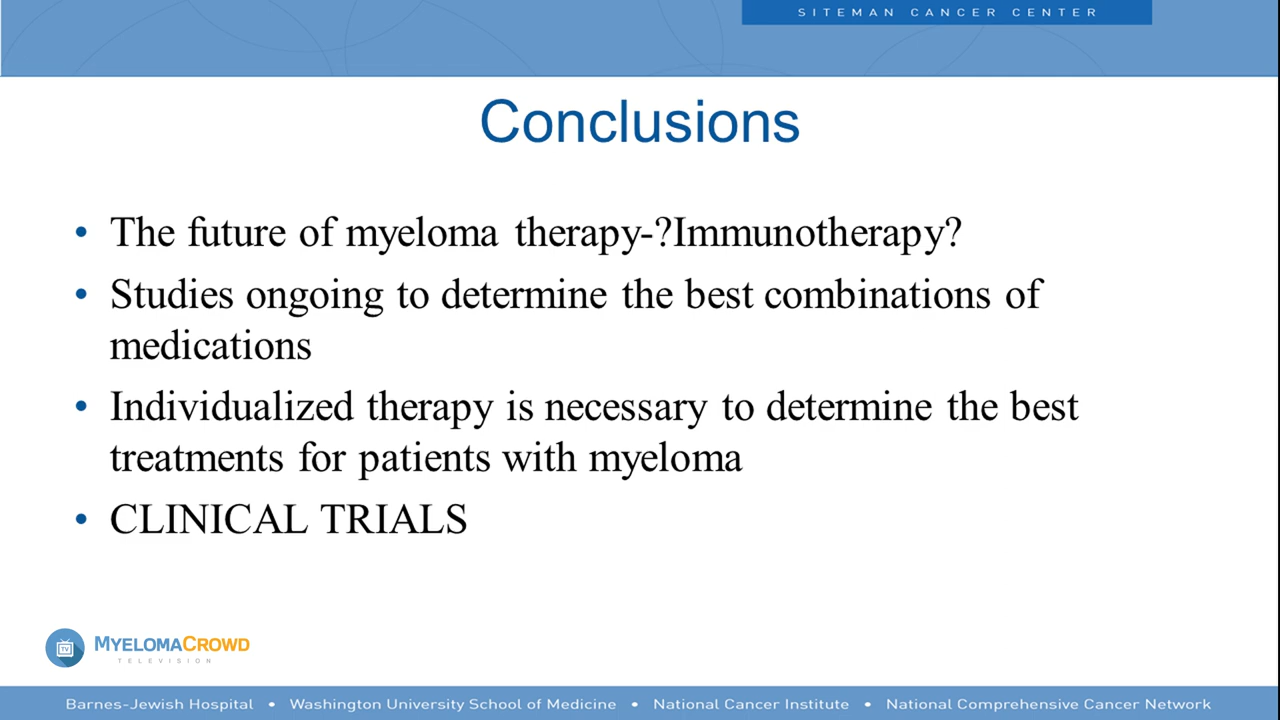 SITEMAN CANCER CENTER
Conclusions
• The future of myeloma therapy-?Immunotherapy?
• Studies ongoing to determine the best combinations of
medications
• Individualized therapy is necessary to determine the best
treatments for patients with myeloma
• CLINICAL TRIALS
TV
MYELOMACROWD
TELEVISION
Barnes-Jewish Hospital • Washington University School of Medicine • National Cancer Institute • National Comprehensive Cancer Network